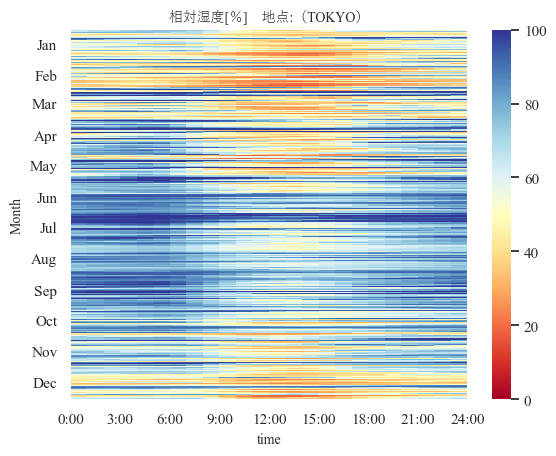 相対湿度[%] 地点:（TOKYO）
Jan
Feb
Mar
Apr
May
Jun
Jul
Aug
Sep
Oct
Nov
Dec
Month
0:00 3:00 6:00 9:00 12:00 15:00 18:00 21:00 24:00
time
100
80
60
40
20
0